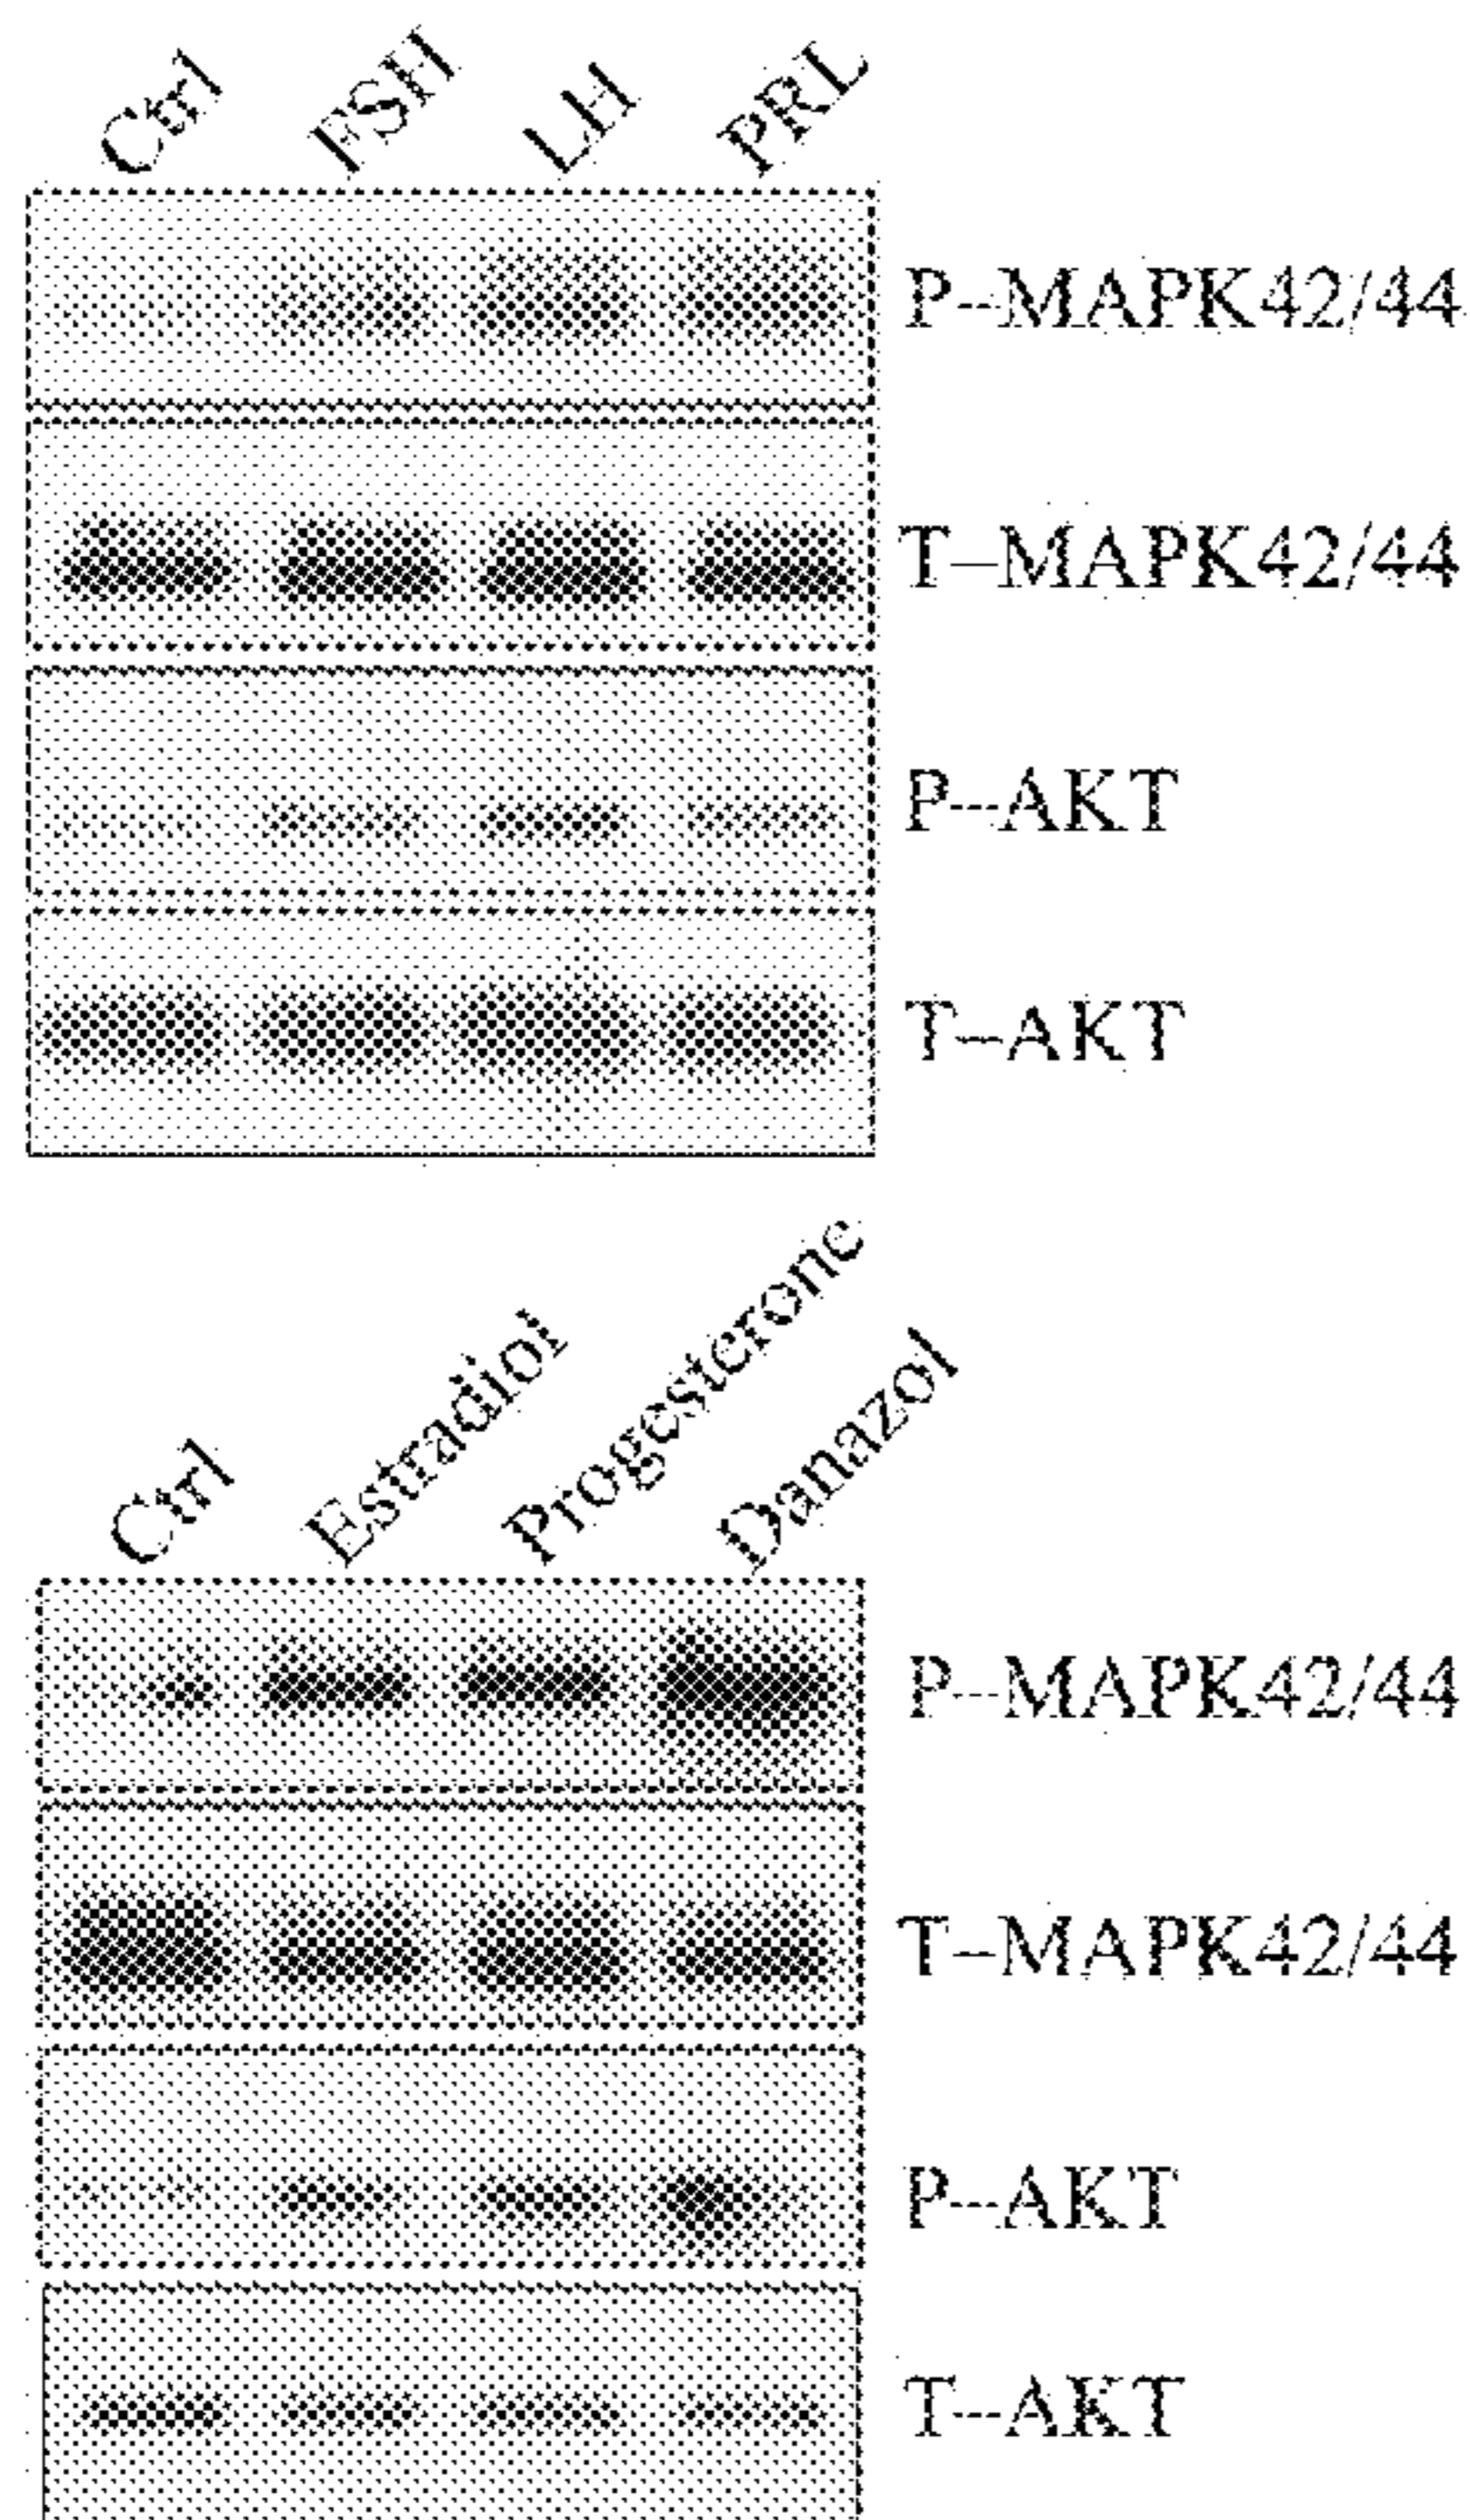 Ctrl FSH LH PRL
P--MAPK42/44
T--MAPK42/44
P--AKT
T--AKT
Ctrl Estradiol Progesterone Danazol
P--MAPK42/44
T--MAPK42/44
P--AKT
T--AKT